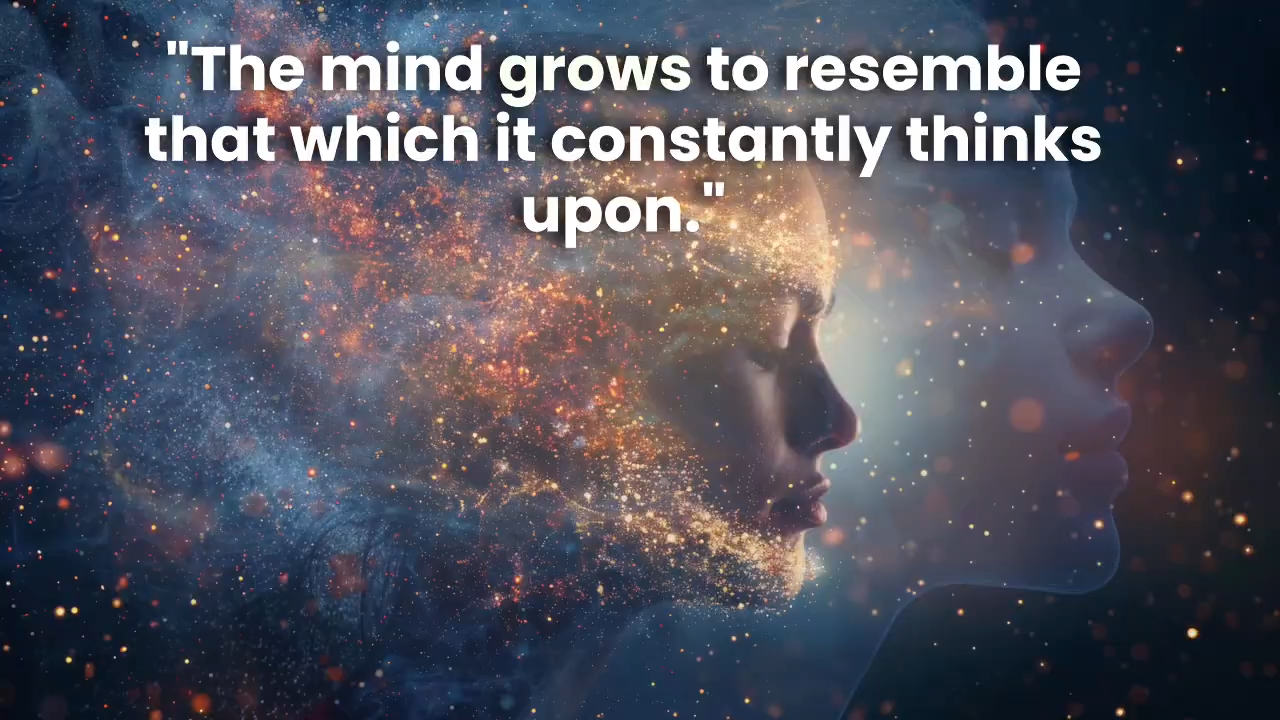 "The mind grows to resemble
that which it constantly thinks
upon."